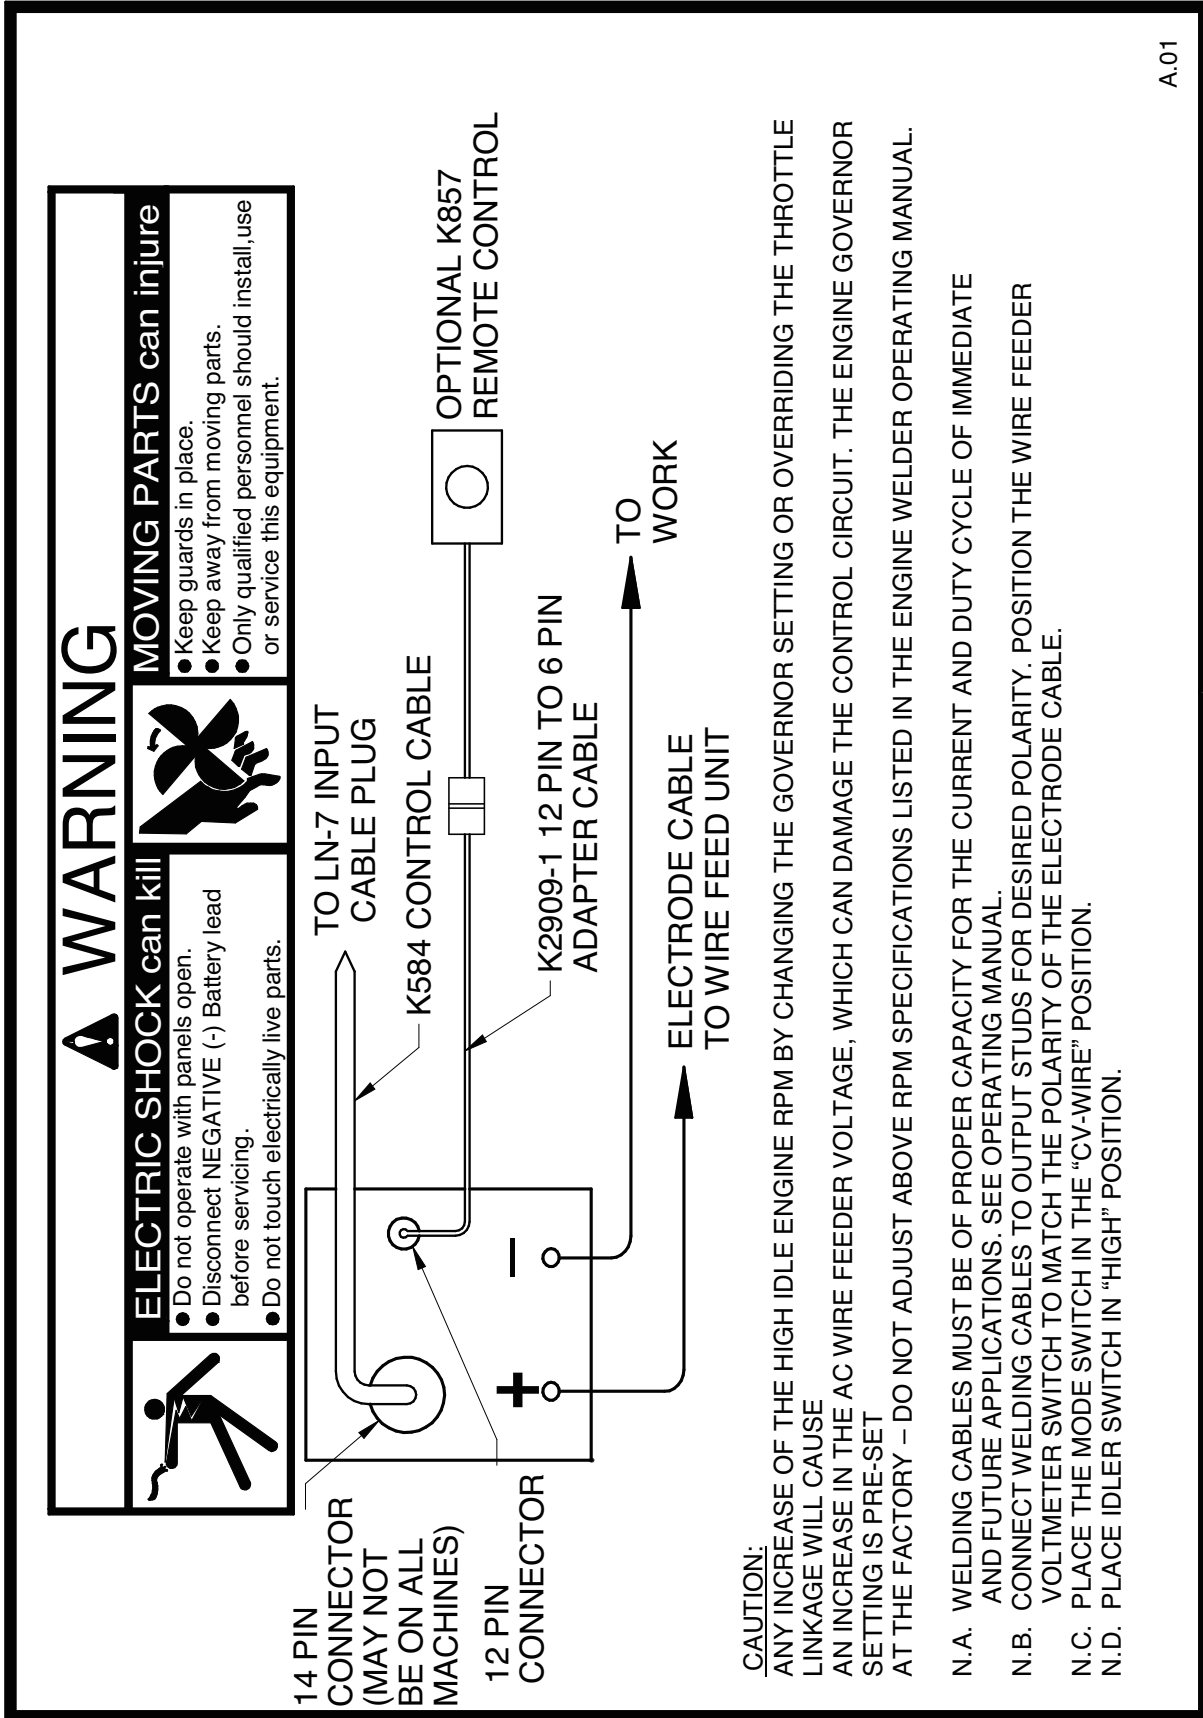 WARNING
ELECTRIC SHOCK can kill
● Do not operate with panels open.
● Disconnect NEGATIVE (-) Battery lead
before servicing.
● Do not touch electrically live parts.
MOVING PARTS can injure
● Keep guards in place.
● Keep away from moving parts.
● Only qualified personnel should install,use
or service this equipment.
14 PIN
CONNECTOR
(MAY NOT
BE ON ALL
MACHINES)
12 PIN
CONNECTOR
+
–
TO LN-7 INPUT
CABLE PLUG
K584 CONTROL CABLE
OPTIONAL K857
REMOTE CONTROL
K2909-1 12 PIN TO 6 PIN
ADAPTER CABLE
TO
WORK
ELECTRODE CABLE
TO WIRE FEED UNIT
CAUTION:
ANY INCREASE OF THE HIGH IDLE ENGINE RPM BY CHANGING THE GOVERNOR SETTING OR OVERRIDING THE THROTTLE
LINKAGE WILL CAUSE
AN INCREASE IN THE AC WIRE FEEDER VOLTAGE, WHICH CAN DAMAGE THE CONTROL CIRCUIT. THE ENGINE GOVERNOR
SETTING IS PRE-SET
AT THE FACTORY – DO NOT ADJUST ABOVE RPM SPECIFICATIONS LISTED IN THE ENGINE WELDER OPERATING MANUAL.
N.A. WELDING CABLES MUST BE OF PROPER CAPACITY FOR THE CURRENT AND DUTY CYCLE OF IMMEDIATE
AND FUTURE APPLICATIONS. SEE OPERATING MANUAL.
N.B. CONNECT WELDING CABLES TO OUTPUT STUDS FOR DESIRED POLARITY. POSITION THE WIRE FEEDER
VOLTMETER SWITCH TO MATCH THE POLARITY OF THE ELECTRODE CABLE.
N.C. PLACE THE MODE SWITCH IN THE "CV-WIRE" POSITION.
N.D. PLACE IDLER SWITCH IN "HIGH" POSITION.
A.01